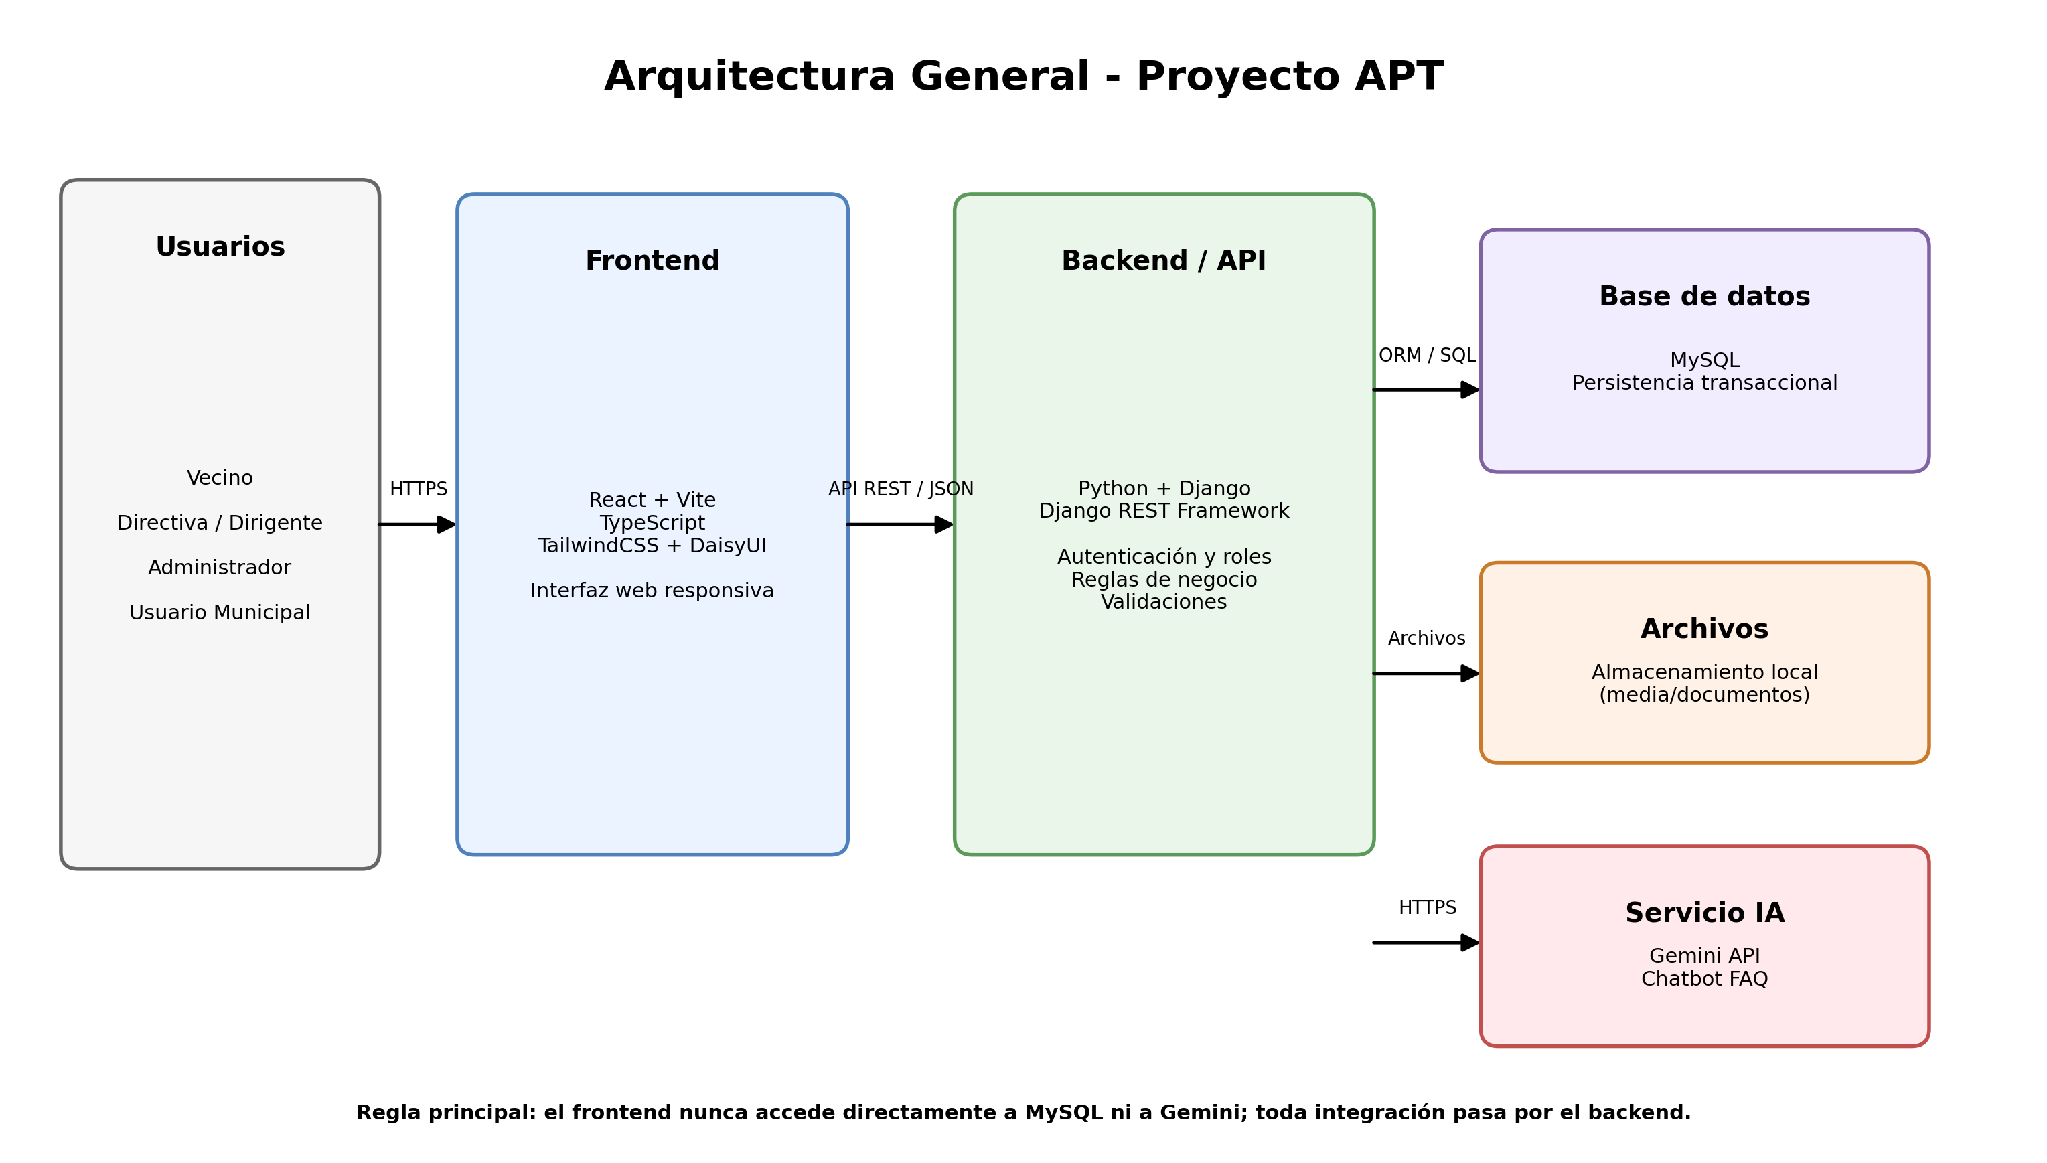 Arquitectura General - Proyecto APT
Usuarios
Vecino
Directiva / Dirigente
Administrador
Usuario Municipal
HTTPS
Frontend
React + Vite
TypeScript
TailwindCSS + DaisyUI
Interfaz web responsiva
API REST / JSON
Backend / API
Python + Django
Django REST Framework
Autenticación y roles
Reglas de negocio
Validaciones
ORM / SQL
Base de datos
MySQL
Persistencia transaccional
Archivos
Archivos
Almacenamiento local
(media/documentos)
HTTPS
Servicio IA
Gemini API
Chatbot FAQ
Regla principal: el frontend nunca accede directamente a MySQL ni a Gemini; toda integración pasa por el backend.